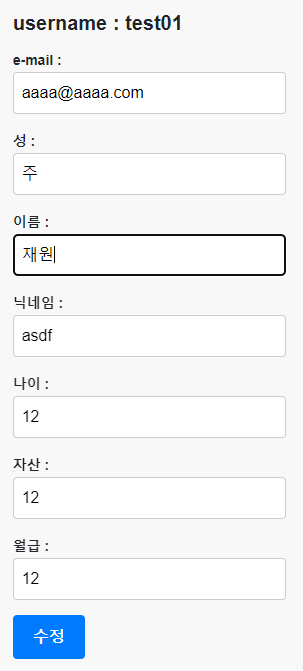 username : test01
e-mail :
aaaa@aaaa.com
성 :
주
이름 :
재원
닉네임 :
asdf
나이 :
12
자산 :
12
월급 :
12
수정